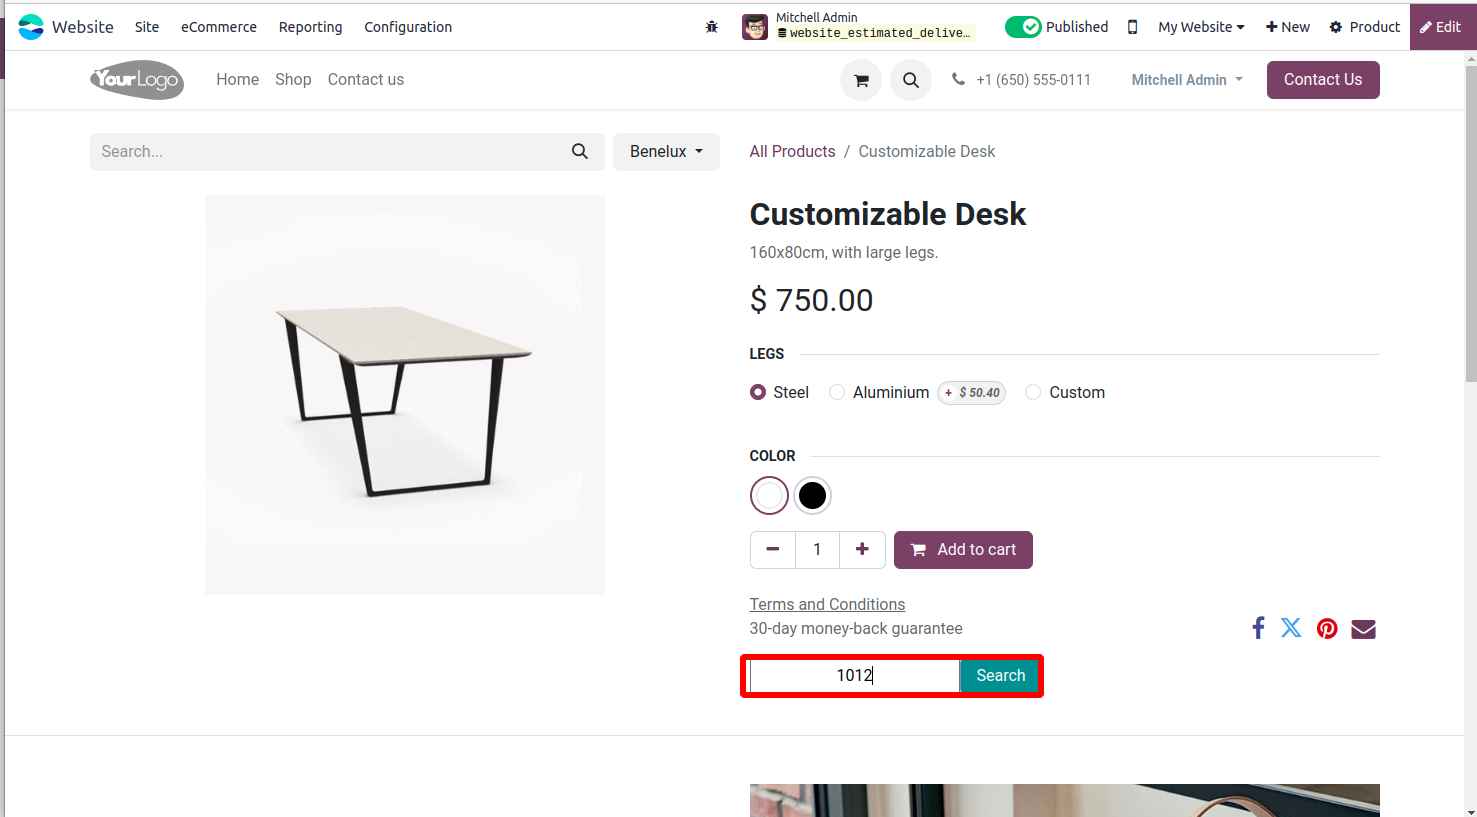 Website Site eCommerce Reporting Configuration Mitchell Admin Published My Website New Product Edit
website_estimated_delive...
YourLogo Home Shop Contact us +1 (650) 555-0111 Mitchell Admin Contact Us
Search... Benelux All Products / Customizable Desk
Customizable Desk
160x80cm, with large legs.
$ 750.00
LEGS
Steel Aluminium + $ 50.40 Custom
COLOR
1 Add to cart
Terms and Conditions
30-day money-back guarantee
1012 Search